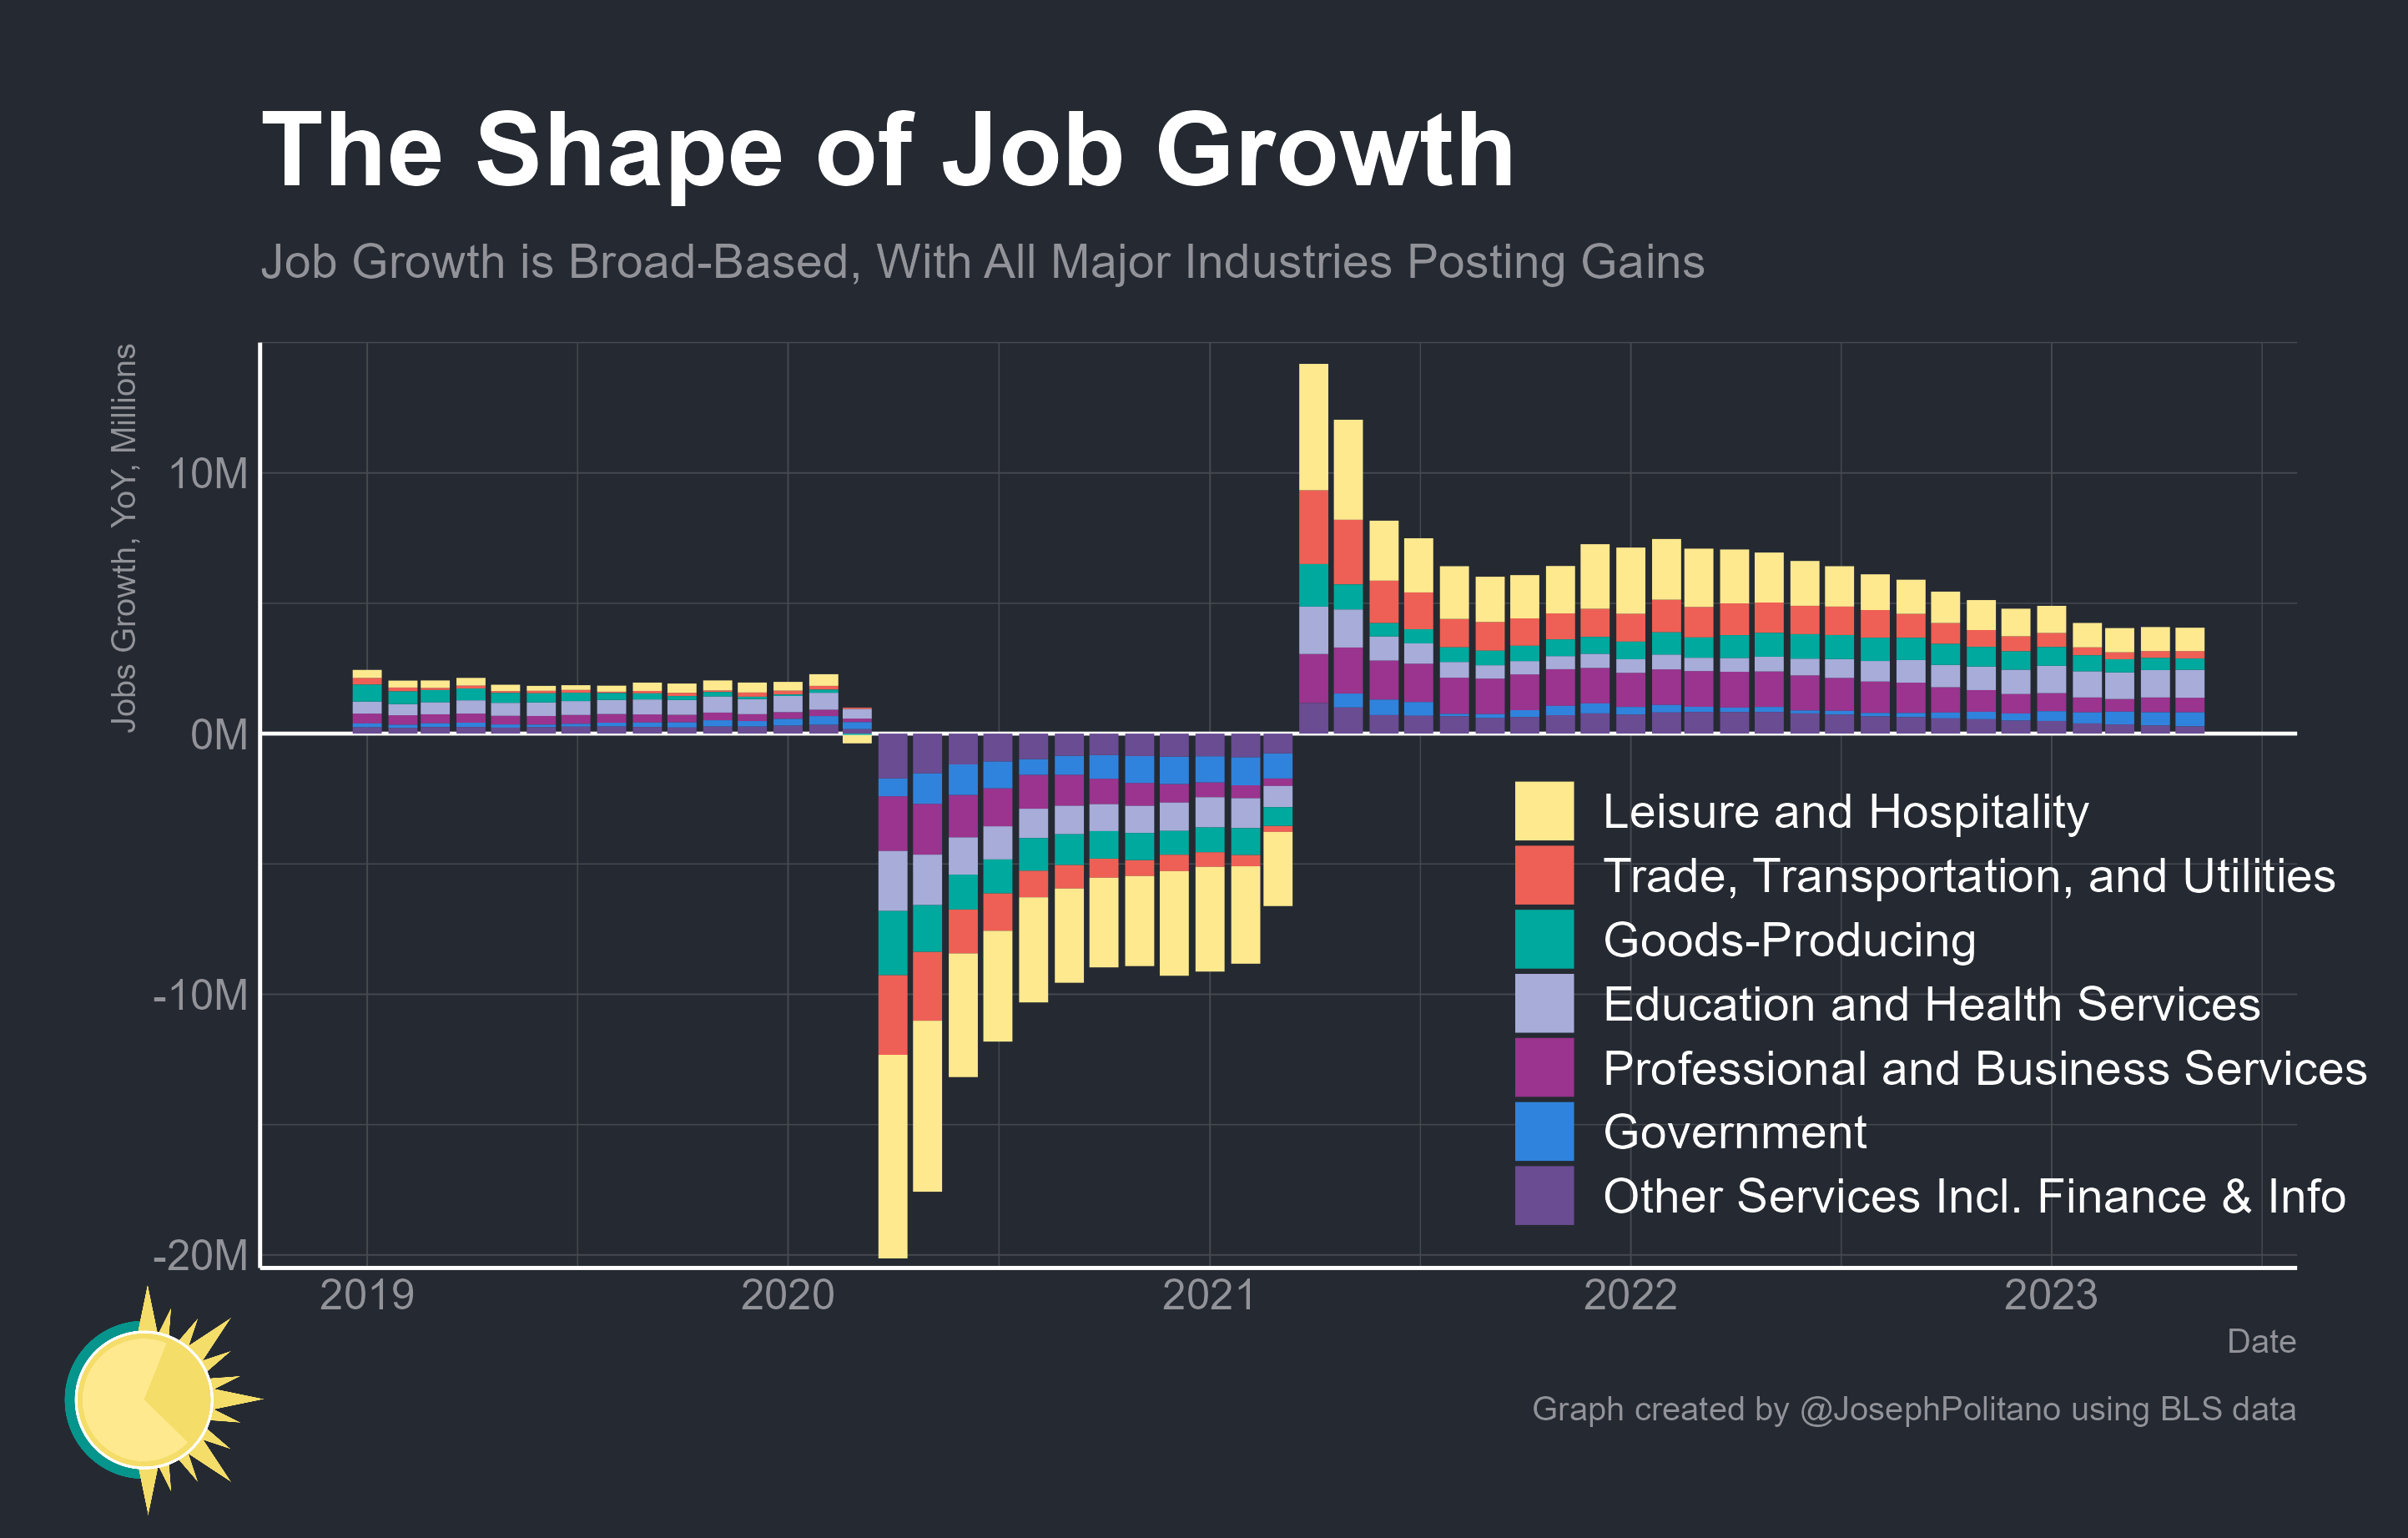 The Shape of Job Growth
Job Growth is Broad-Based, With All Major Industries Posting Gains
Jobs Growth, YoY, Millions
10M
0M
-10M
-20M
Leisure and Hospitality
Trade, Transportation, and Utilities
Goods-Producing
Education and Health Services
Professional and Business Services
Government
Other Services Incl. Finance & Info
2019 2020 2021 2022 2023
Date
Graph created by @JosephPolitano using BLS data